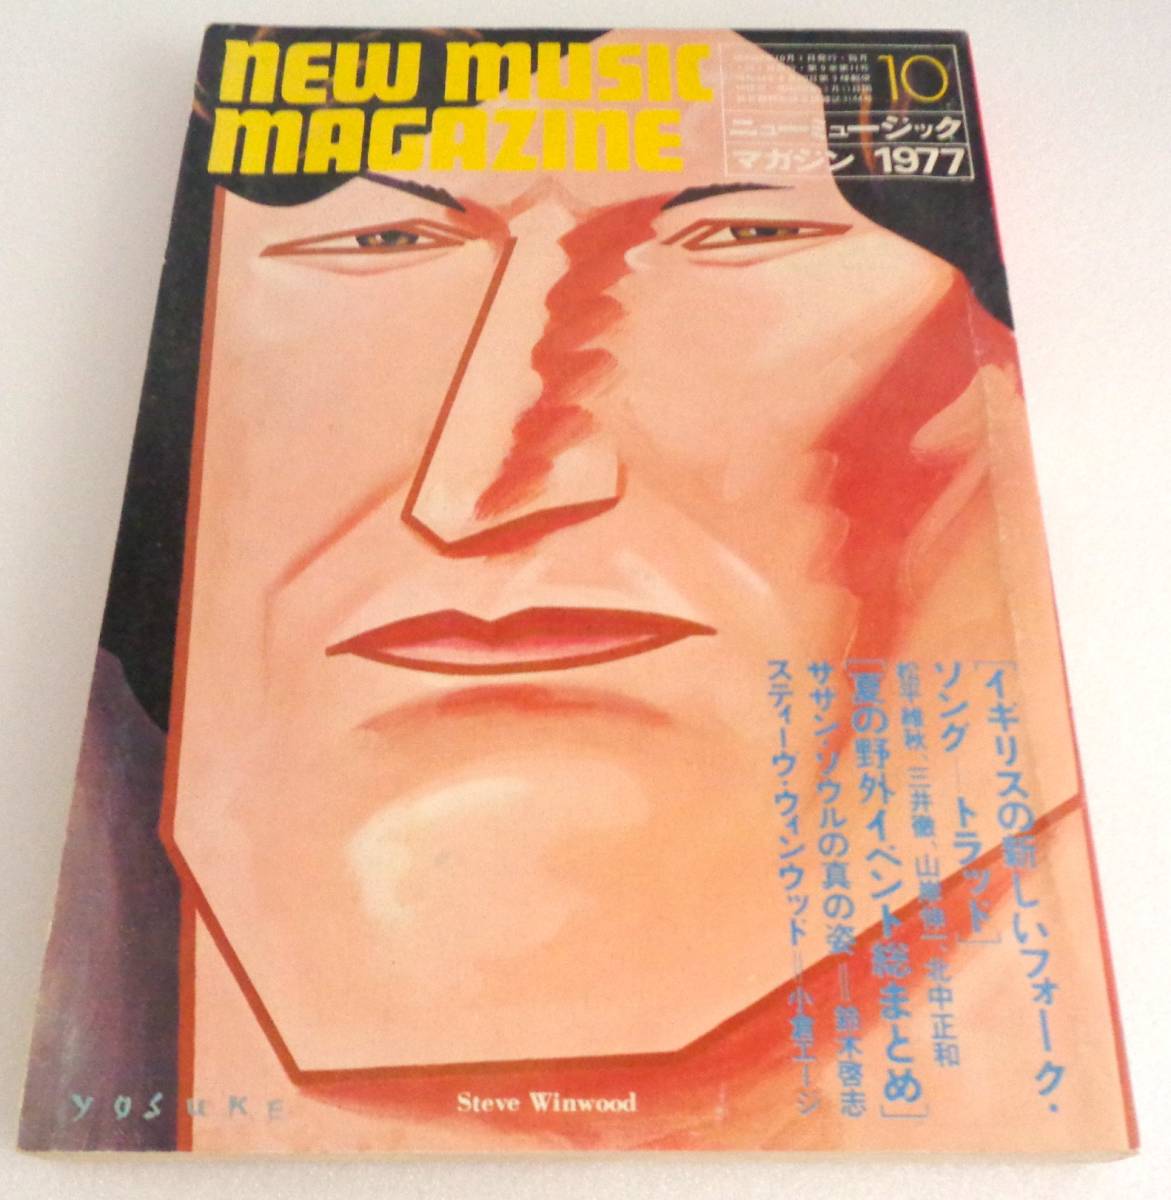 NEW MUSIC
MAGAZINE
10
ニューミュージック
マガジン 1977
[イギリスの新しいフォーク・
ソング―トラッド]
松平維秋、三井徹、山岸伸一、北中正和
[夏の野外イベント総まとめ]
ササン・ソウルの真の姿＝鈴木啓志
スティーヴ・ウィンウッド＝小倉エージ
YOSUKE
Steve Winwood